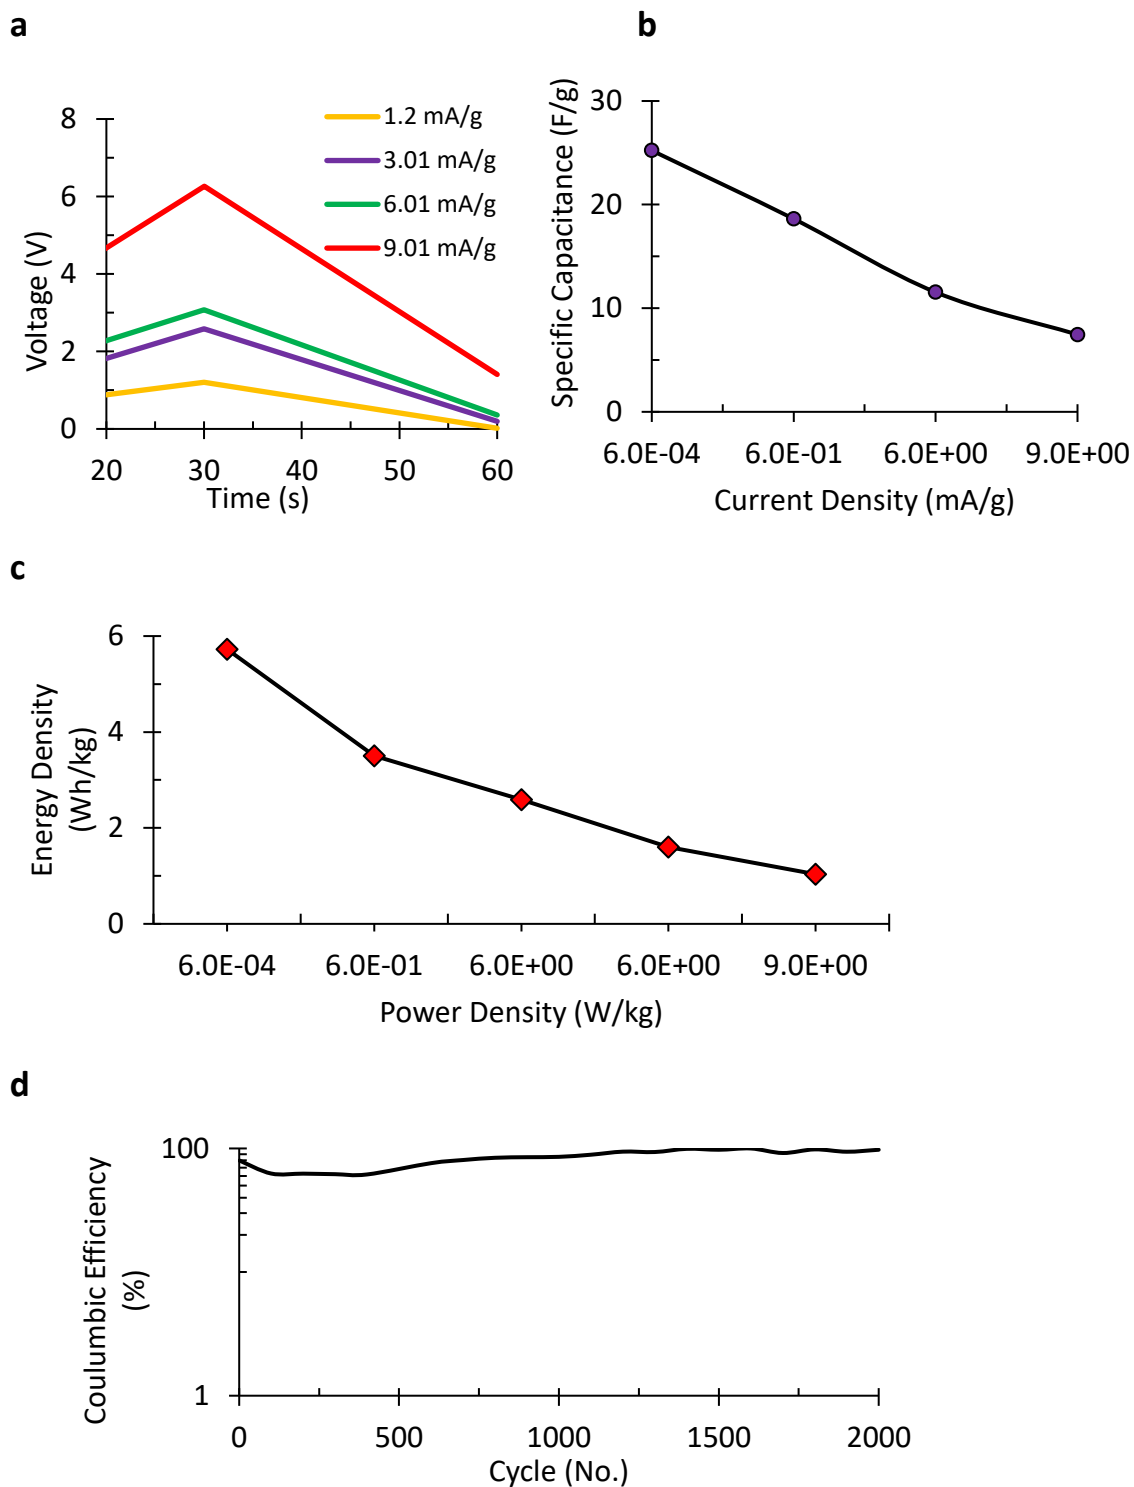 a
8
6
4
2
0
Voltage (V)
20 30 40 50 60
Time (s)
1.2 mA/g
3.01 mA/g
6.01 mA/g
9.01 mA/g
b
30
20
10
0
Specific Capacitance (F/g)
6.0E-04 6.0E-01 6.0E+00 9.0E+00
Current Density (mA/g)
c
6
4
2
0
Energy Density
(Wh/kg)
6.0E-04 6.0E-01 6.0E+00 6.0E+00 9.0E+00
Power Density (W/kg)
d
100
1
Coulumbic Efficiency
(%)
0 500 1000 1500 2000
Cycle (No.)